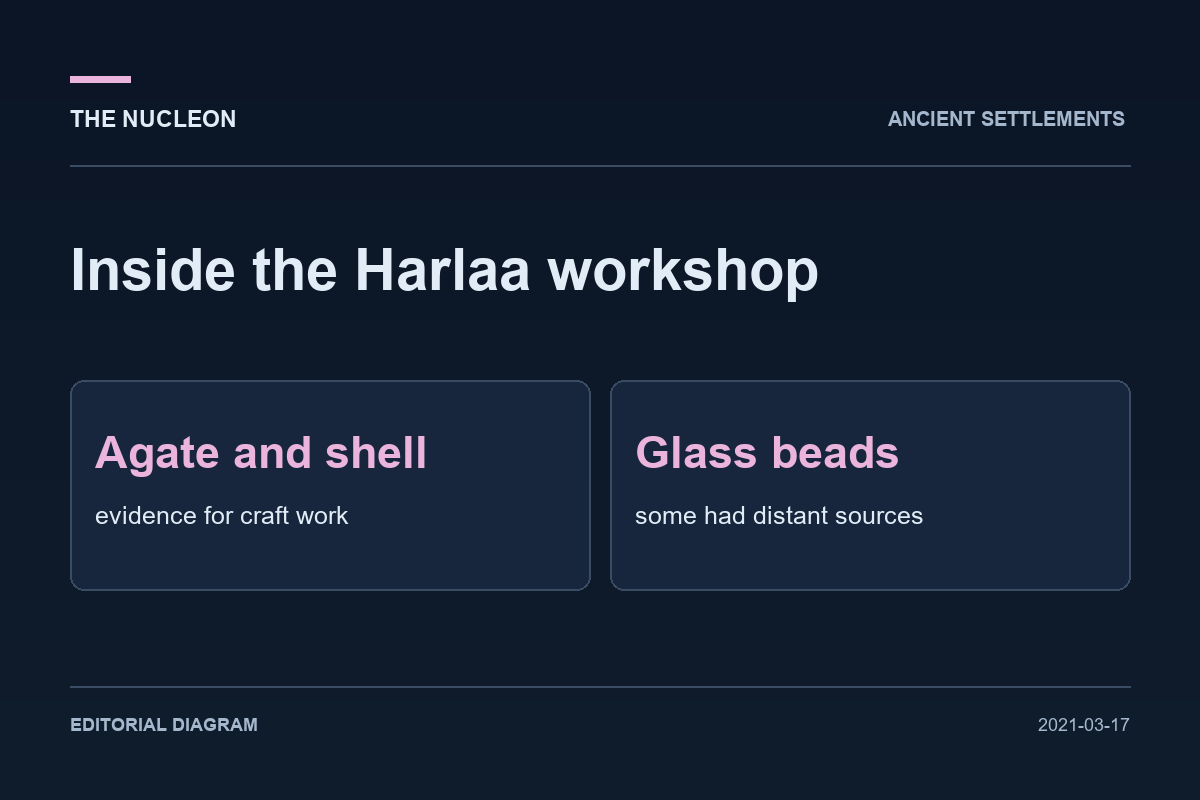 THE NUCLEON
ANCIENT SETTLEMENTS
Inside the Harlaa workshop
Agate and shell
evidence for craft work
Glass beads
some had distant sources
EDITORIAL DIAGRAM
2021-03-17